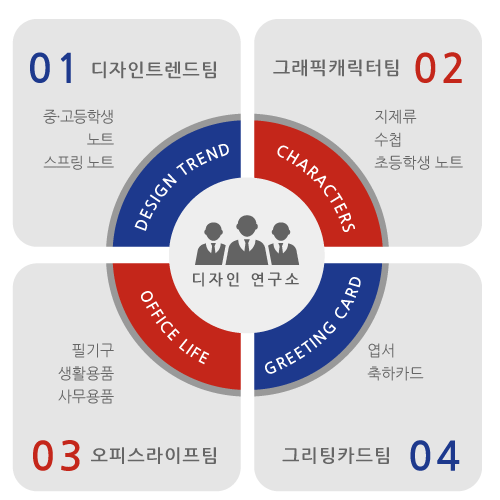 01 디자인트렌드팀
중·고등학생
노트
스프링 노트
DESIGN TREND
그래픽캐릭터팀 02
지제류
수첩
초등학생 노트
CHARACTERS
디자인 연구소
OFFICE LIFE
필기구
생활용품
사무용품
03 오피스라이프팀
GREETING CARD
엽서
축하카드
그리팅카드팀 04